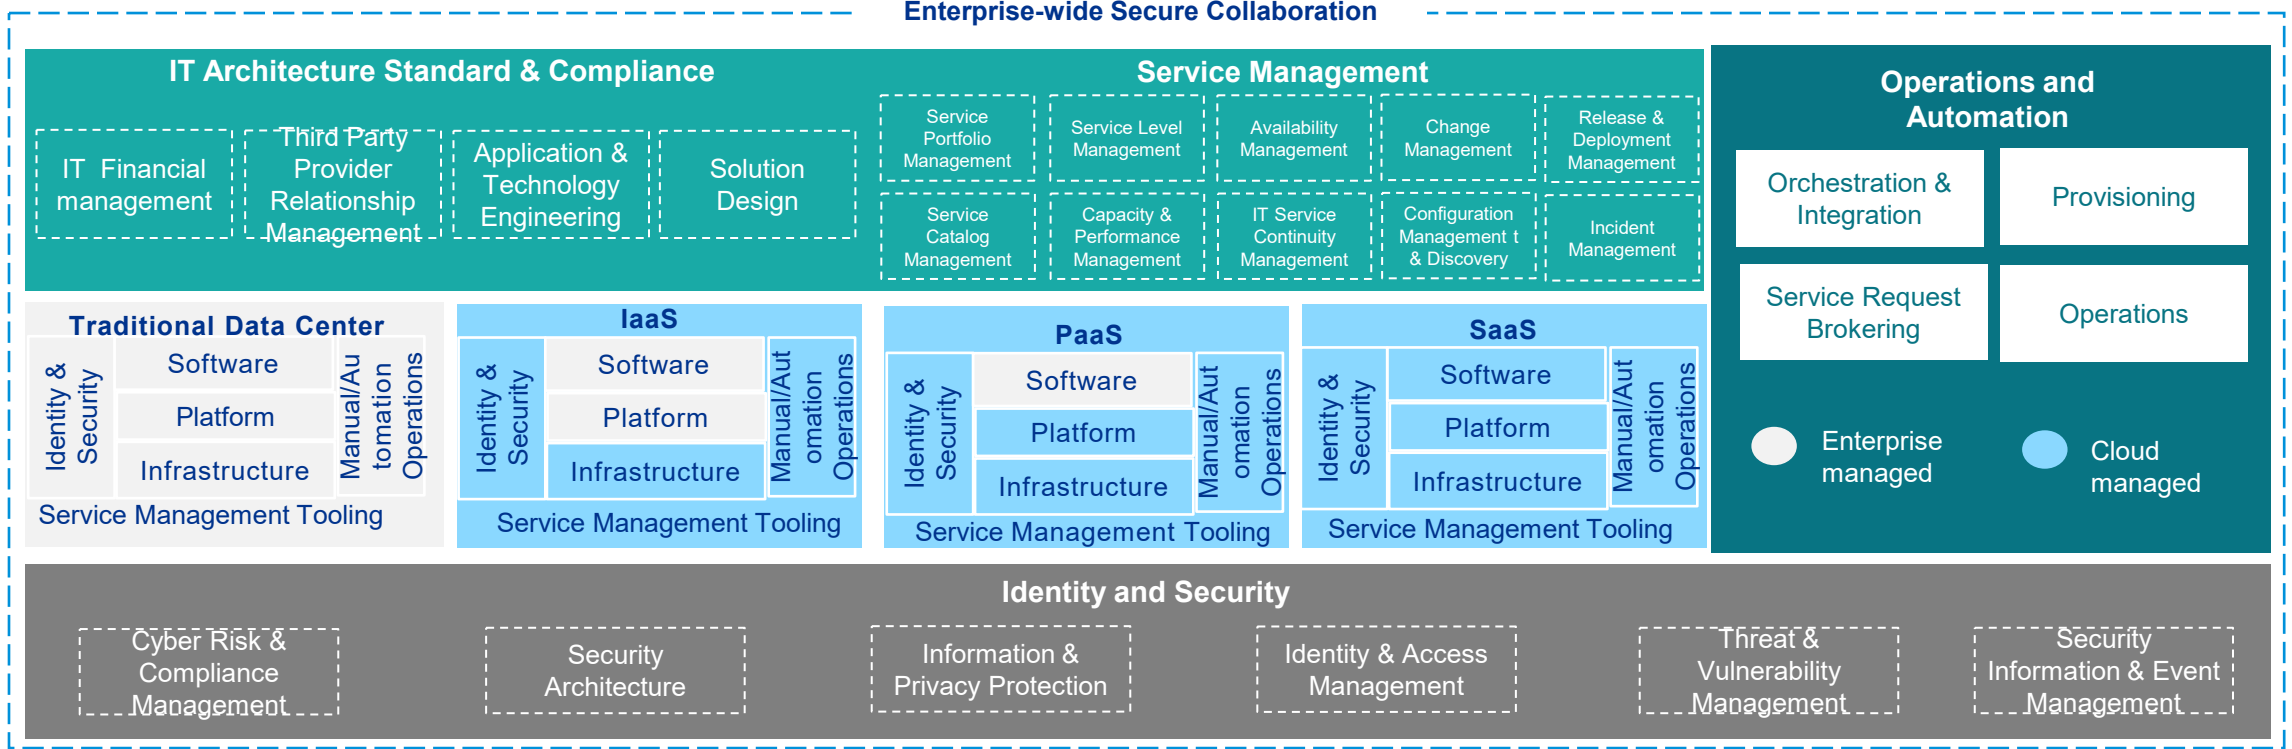 Enterprise-wide Secure Collaboration
IT Architecture Standard & Compliance
IT Financial
management
Third Party
Provider
Relationship
Management
Application &
Technology
Engineering
Solution
Design
Service Management
Service
Portfolio
Management
Service Level
Management
Availability
Management
Change
Management
Release &
Deployment
Management
Service
Catalog
Management
Capacity &
Performance
Management
IT Service
Continuity
Management
Configuration
Management t
& Discovery
Incident
Management
Operations and
Automation
Orchestration &
Integration
Provisioning
Service Request
Brokering
Operations
Enterprise
managed
Cloud
managed
Traditional Data Center
Identity &
Security
Software
Platform
Infrastructure
Manual/Au
tomation
Operations
Service Management Tooling
IaaS
Identity &
Security
Software
Platform
Infrastructure
Manual/Aut
omation
Operations
Service Management Tooling
PaaS
Identity &
Security
Software
Platform
Infrastructure
Manual/Aut
omation
Operations
Service Management Tooling
SaaS
Identity &
Security
Software
Platform
Infrastructure
Manual/Aut
omation
Operations
Service Management Tooling
Identity and Security
Cyber Risk &
Compliance
Management
Security
Architecture
Information &
Privacy Protection
Identity & Access
Management
Threat &
Vulnerability
Management
Security
Information & Event
Management